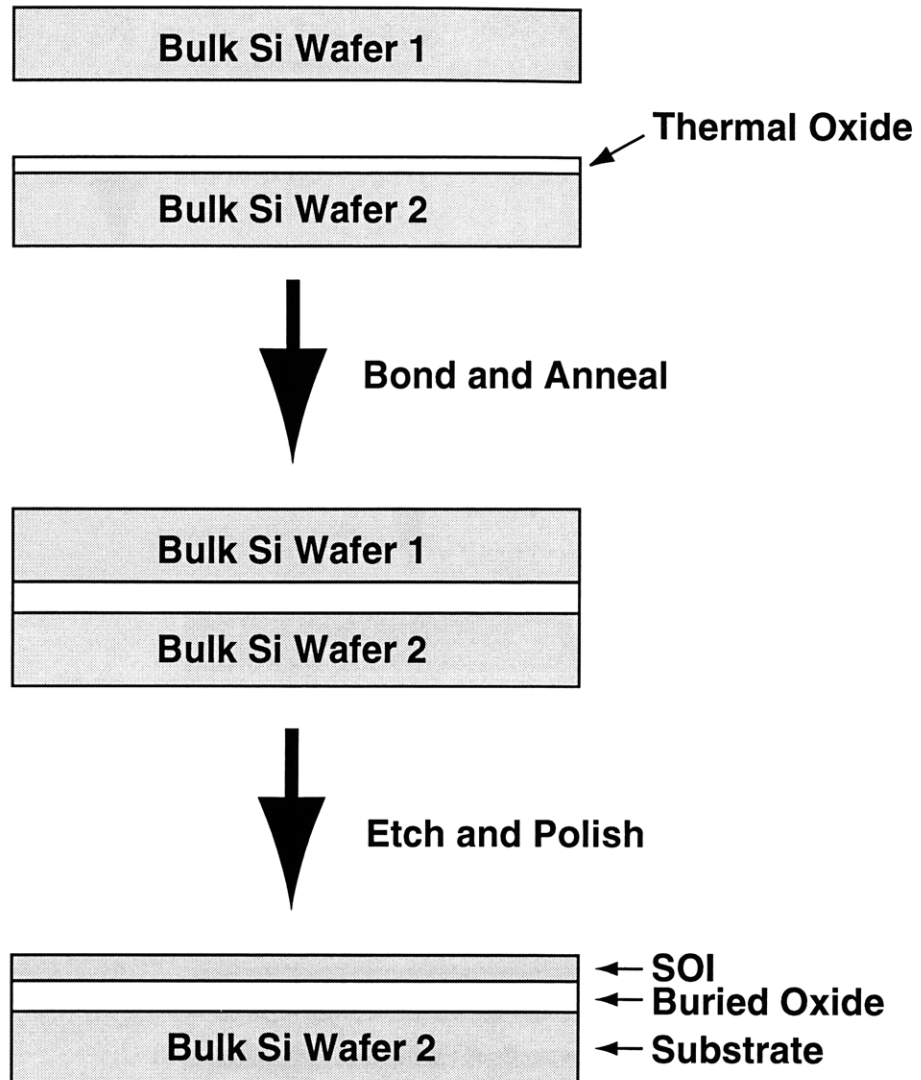 Bulk Si Wafer 1
Thermal Oxide
Bulk Si Wafer 2
Bond and Anneal
Bulk Si Wafer 1
Bulk Si Wafer 2
Etch and Polish
SOI
Buried Oxide
Bulk Si Wafer 2
Substrate